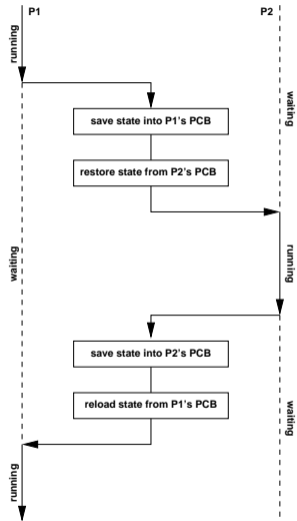 P1
P2
running
waiting
save state into P1's PCB
restore state from P2's PCB
waiting
running
save state into P2's PCB
reload state from P1's PCB
waiting
running